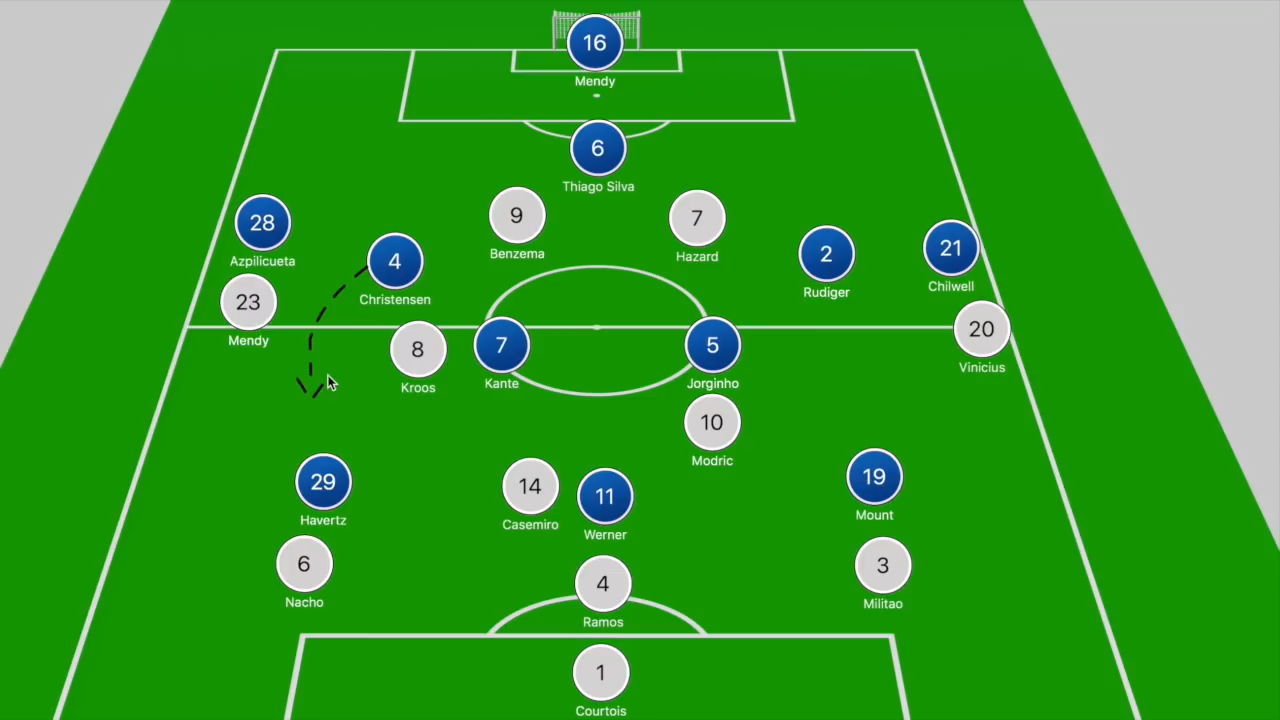 16
Mendy
6
Thiago Silva
9
Benzema
7
Hazard
28
Azpilicueta
4
Christensen
2
Rudiger
21
Chilwell
23
Mendy
8
Kroos
7
Kante
5
Jorginho
20
Vinicius
10
Modric
29
Havertz
14
Casemiro
11
Werner
19
Mount
6
Nacho
4
Ramos
3
Militao
1
Courtois